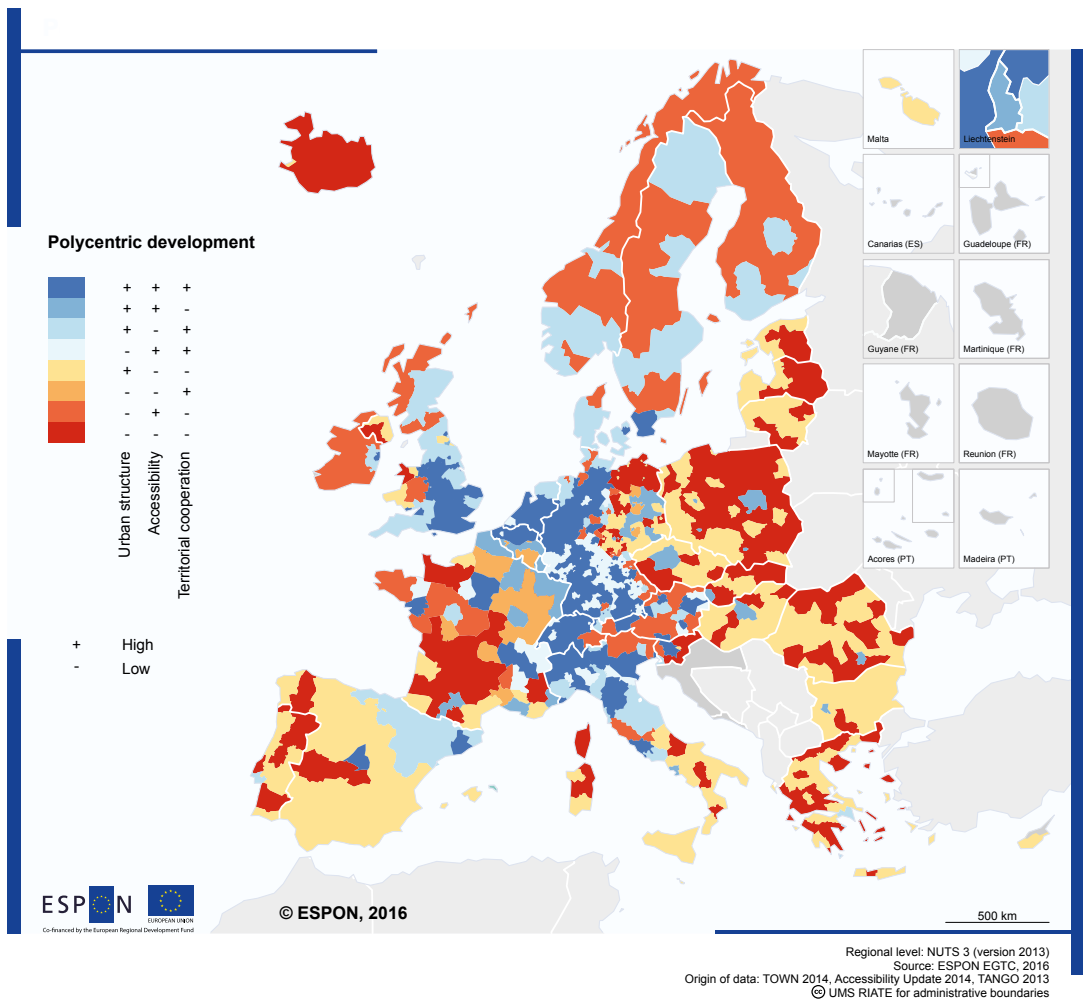 Malta
Liechtenstein
Canarias (ES)
Guadeloupe (FR)
Guyane (FR)
Martinique (FR)
Mayotte (FR)
Reunion (FR)
Acores (PT)
Madeira (PT)
Polycentric development
+ + +
+ + -
+ - +
- + +
+ - -
- - +
- + -
- - -
Urban structure
Accessibility
Territorial cooperation
+ High
- Low
ESPON
EUROPEAN UNION
Co-financed by the European Regional Development Fund
© ESPON, 2016
500 km
Regional level: NUTS 3 (version 2013)
Source: ESPON EGTC, 2016
Origin of data: TOWN 2014, Accessibility Update 2014, TANGO 2013
cc UMS RIATE for administrative boundaries